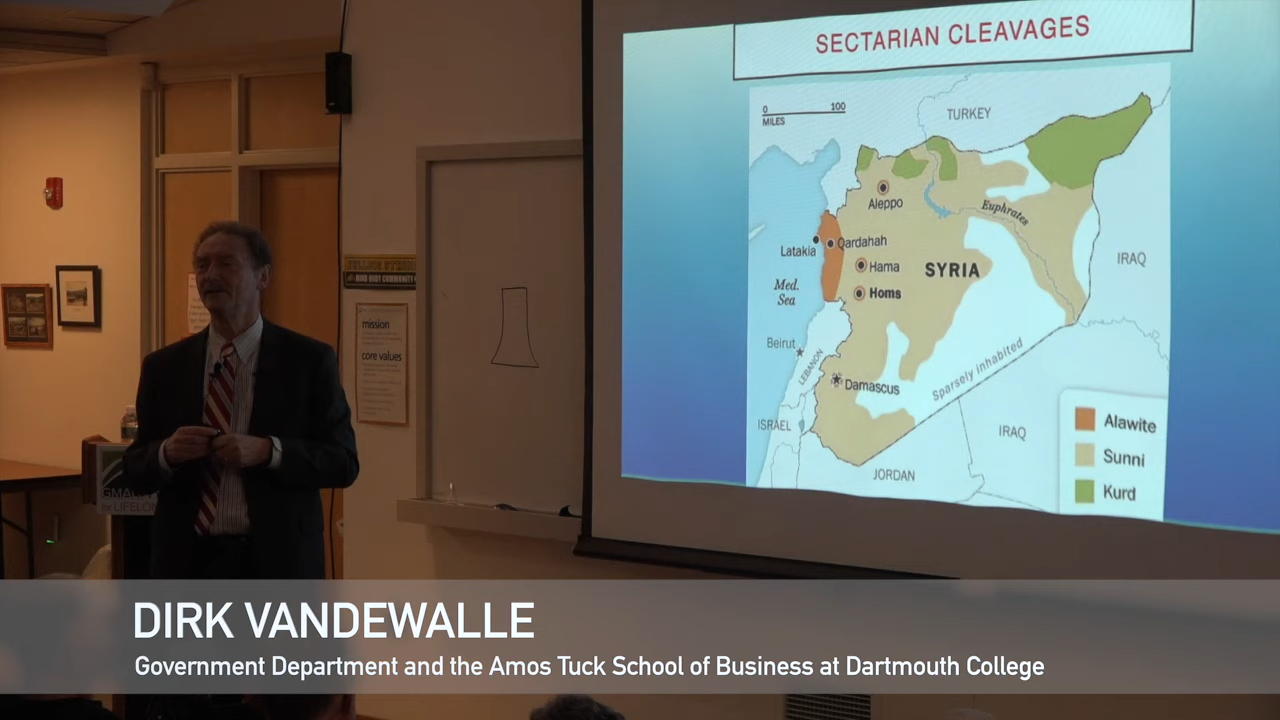 SECTARIAN CLEAVAGES
0 100
MILES
TURKEY
Aleppo
Euphrates
Latakia
Qardahah
Hama
SYRIA
IRAQ
Med.
Sea
Homs
Beirut
LEBANON
Damascus
Sparsely inhabited
ISRAEL
IRAQ
JORDAN
Alawite
Sunni
Kurd
mission
core values
DIRK VANDEWALLE
Government Department and the Amos Tuck School of Business at Dartmouth College